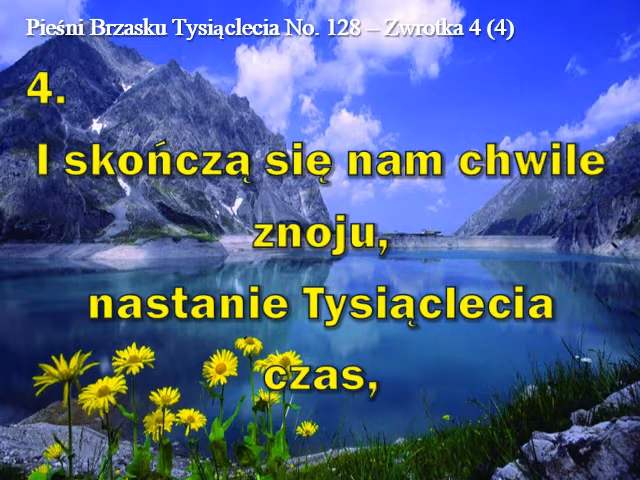 Pieśni Brzasku Tysiąclecia No. 128 – Zwrotka 4 (4)
4.
I skończą się nam chwile
znoju,
nastanie Tysiąclecia
czas,